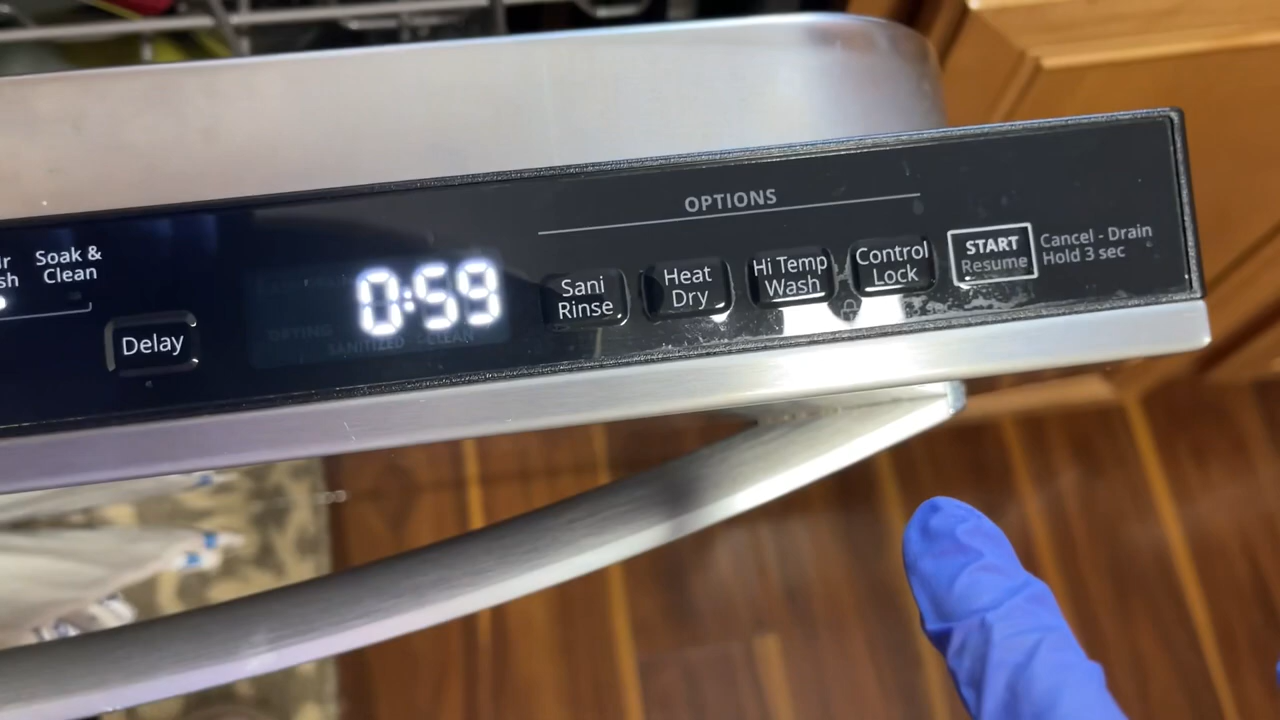 Soak &
Clean
Delay
0:59
DRYING
SANITIZED CLEAN
OPTIONS
Sani
Rinse
Heat
Dry
Hi Temp
Wash
Control
Lock
START
Resume
Cancel - Drain
Hold 3 sec